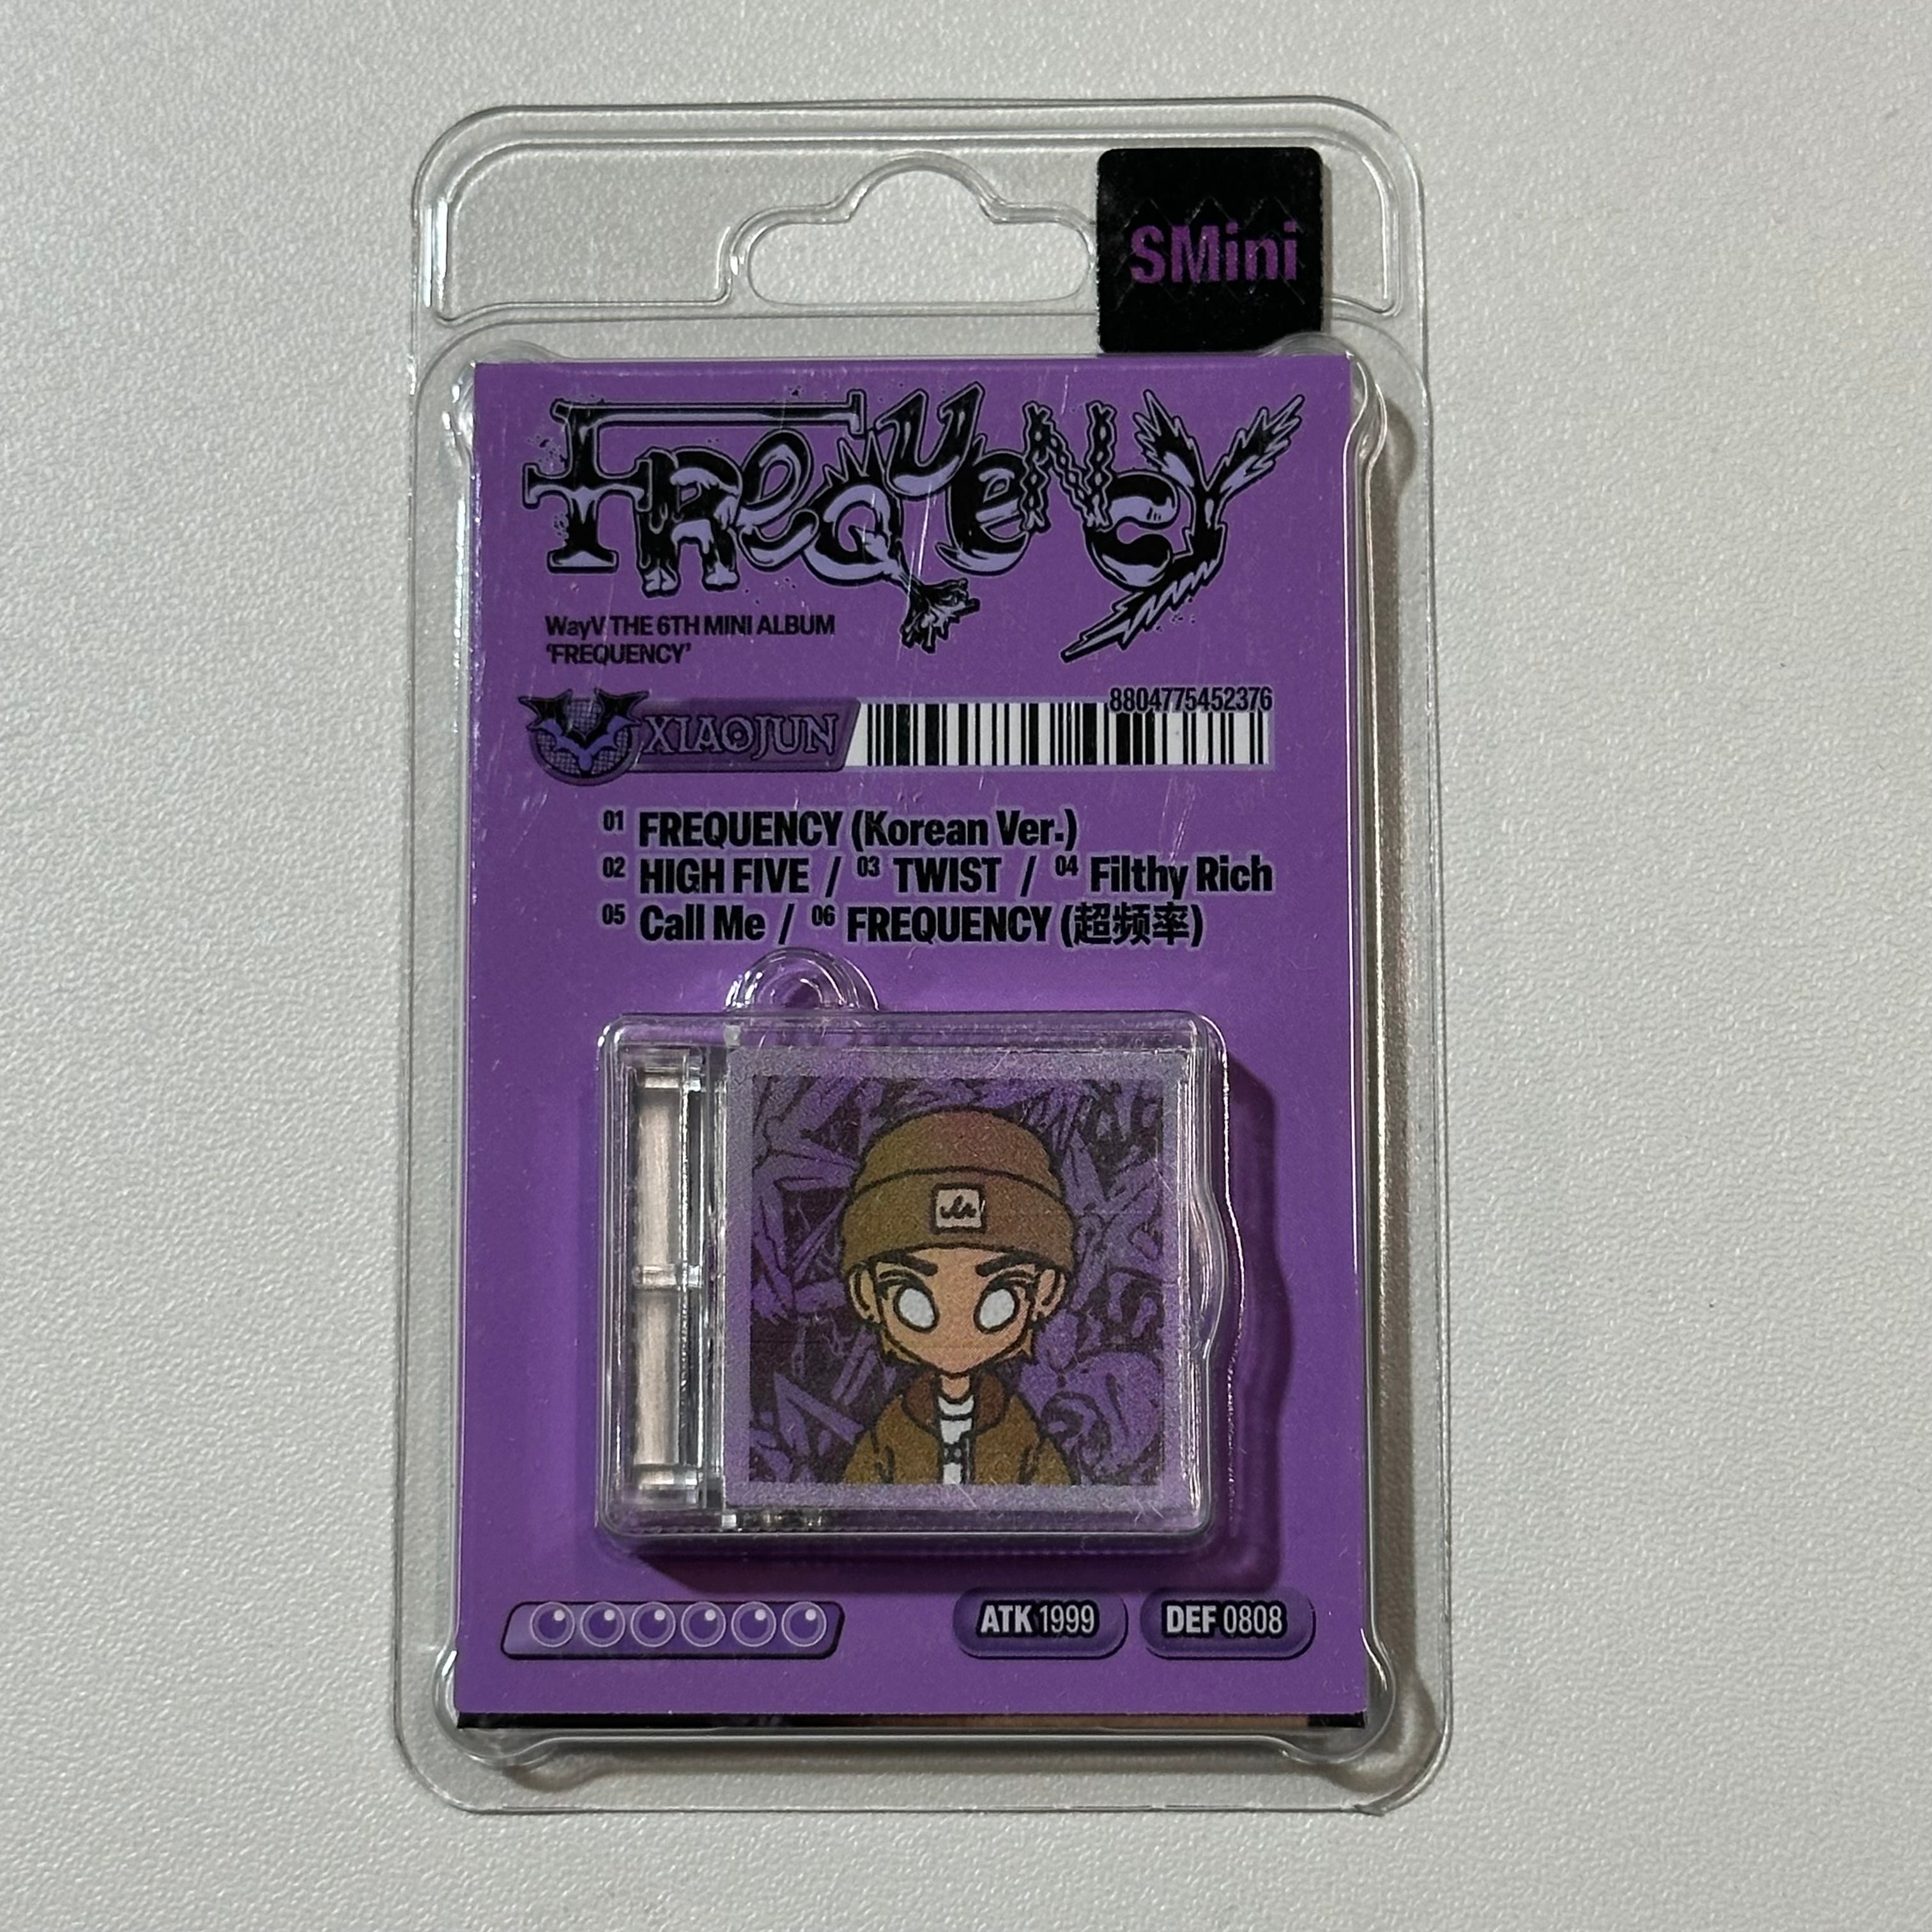 SMini
FREQUENCY
WayV THE 6TH MINI ALBUM
'FREQUENCY'
8804775452376
XIAOJUN
01 FREQUENCY (Korean Ver.)
02 HIGH FIVE / 03 TWIST / 04 Filthy Rich
05 Call Me / 06 FREQUENCY (超频率)
ATK 1999 DEF 0808